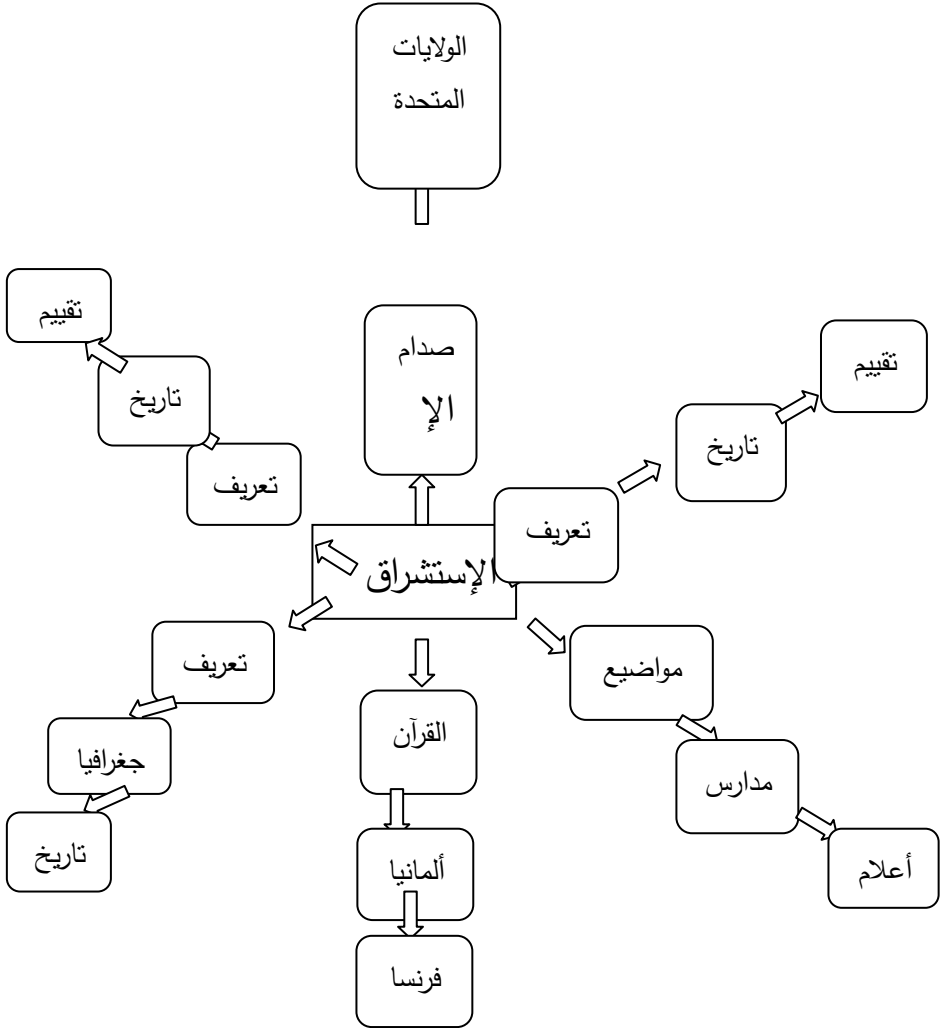 الولايات
المتحدة
تقييم
تاريخ
تعريف
صدام
الإ
تقييم
تاريخ
تعريف
الإستشراق
تعريف
جغرافيا
تاريخ
القرآن
ألمانيا
فرنسا
مواضيع
مدارس
أعلام